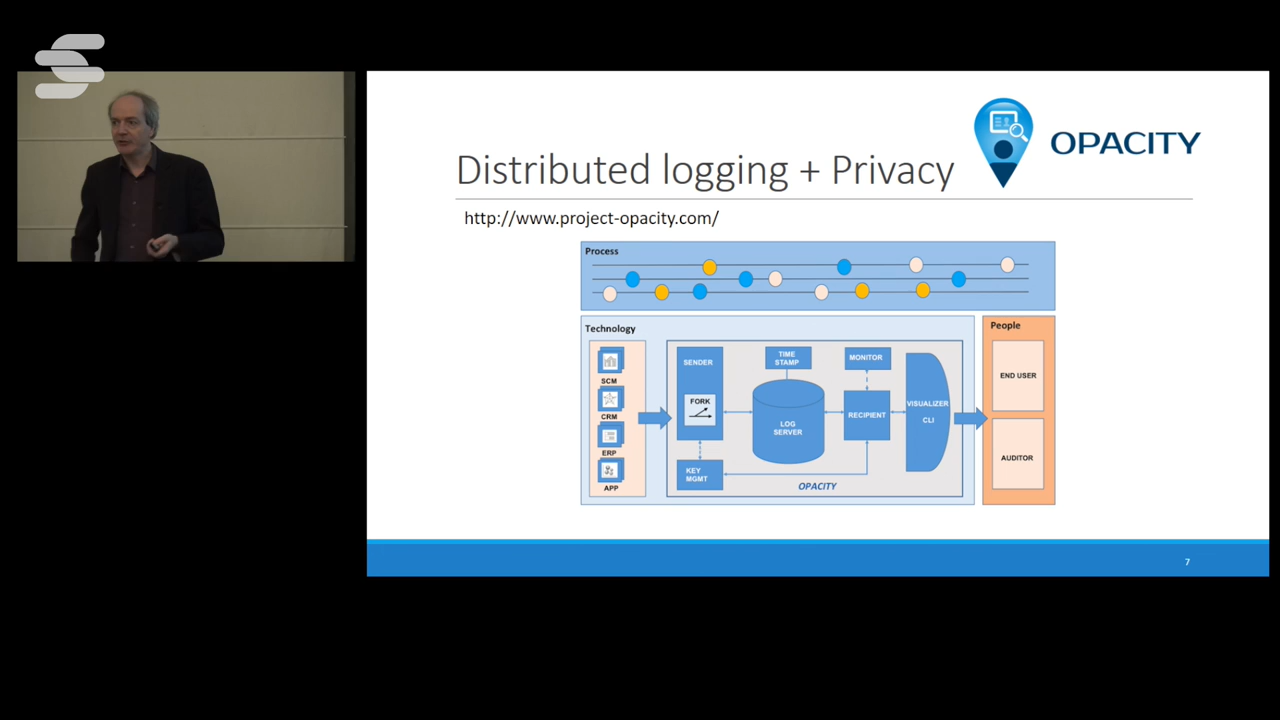 Distributed logging + Privacy
OPACITY
http://www.project-opacity.com/
Process
Technology
People
SCM
CRM
ERP
APP
SENDER
FORK
KEY
MGMT
TIME
STAMP
LOG
SERVER
MONITOR
RECIPIENT
VISUALIZER
CLI
OPACITY
END USER
AUDITOR
7